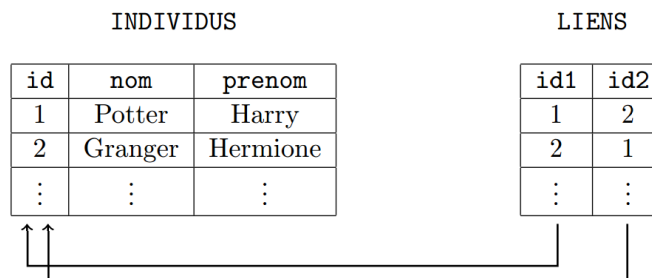 INDIVIDUS LIENS
id nom prenom id1 id2
1 Potter Harry 1 2
2 Granger Hermione 2 1
⋮ ⋮ ⋮ ⋮ ⋮